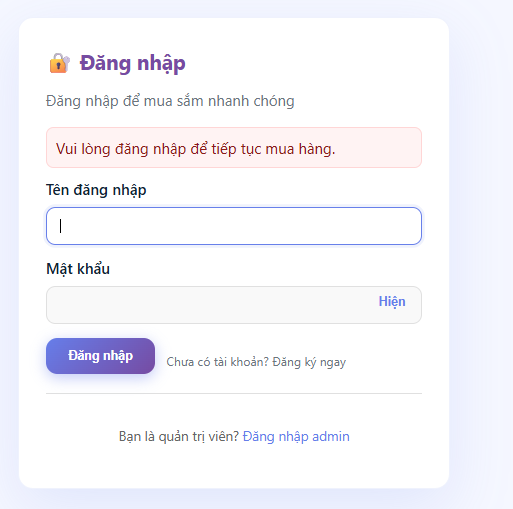 Đăng nhập
Đăng nhập để mua sắm nhanh chóng
Vui lòng đăng nhập để tiếp tục mua hàng.
Tên đăng nhập
Mật khẩu
Hiện
Đăng nhập
Chưa có tài khoản? Đăng ký ngay
Bạn là quản trị viên? Đăng nhập admin